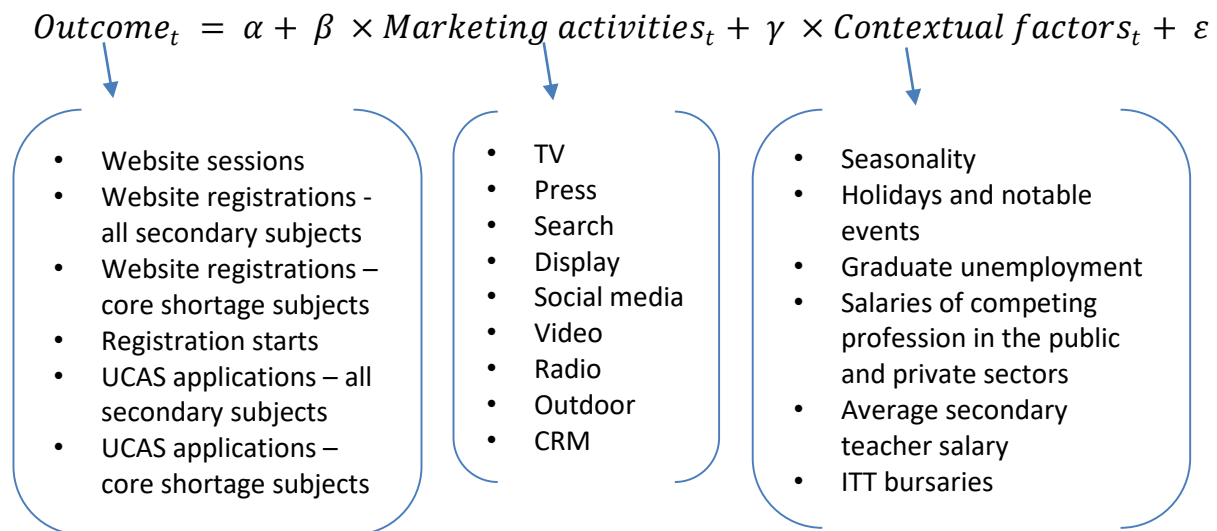 Outcome_t = α + β × Marketing activities_t + γ × Contextual factors_t + ε
• Website sessions
• Website registrations -
all secondary subjects
• Website registrations –
core shortage subjects
• Registration starts
• UCAS applications – all
secondary subjects
• UCAS applications –
core shortage subjects
• TV
• Press
• Search
• Display
• Social media
• Video
• Radio
• Outdoor
• CRM
• Seasonality
• Holidays and notable
events
• Graduate unemployment
• Salaries of competing
profession in the public
and private sectors
• Average secondary
teacher salary
• ITT bursaries